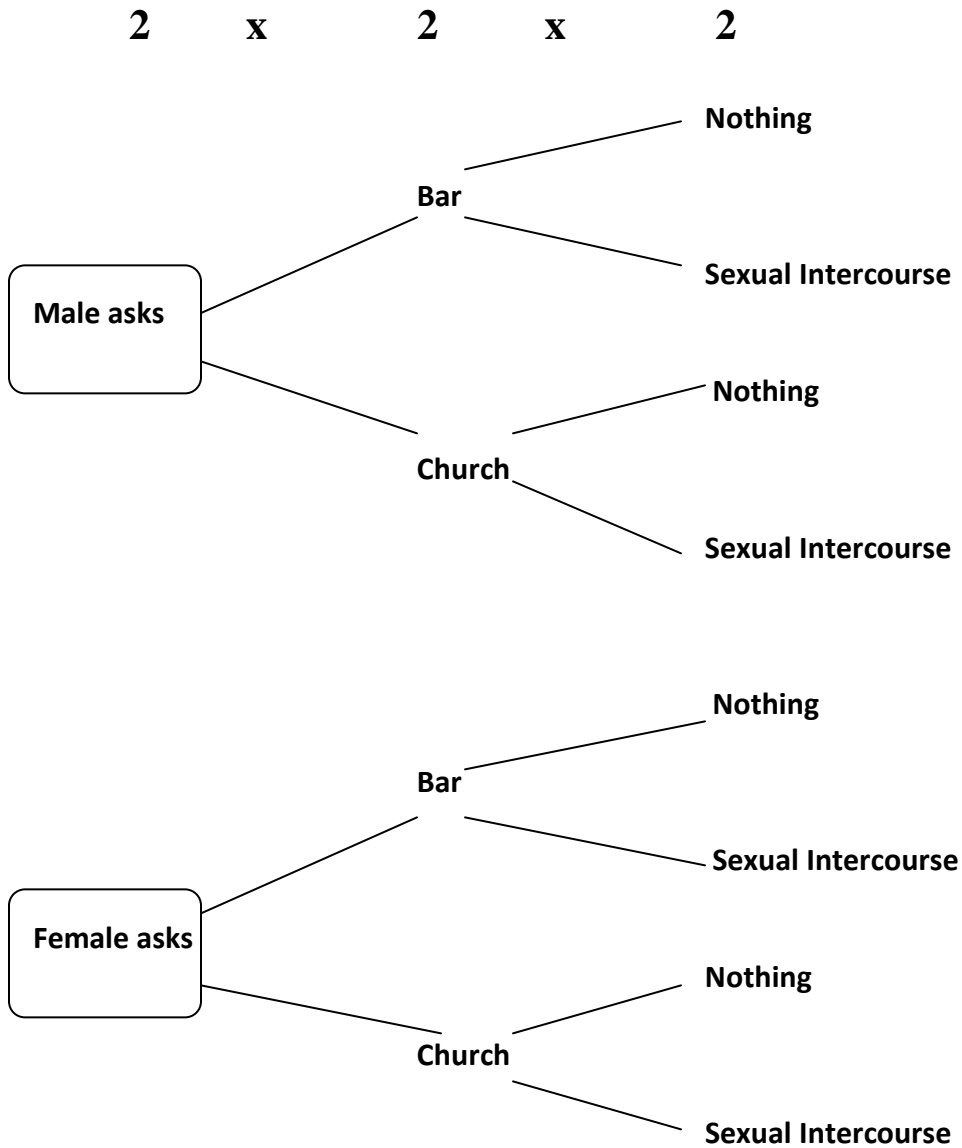 2 x 2 x 2
Nothing
Bar
Sexual Intercourse
Male asks
Nothing
Church
Sexual Intercourse
Nothing
Bar
Sexual Intercourse
Female asks
Nothing
Church
Sexual Intercourse